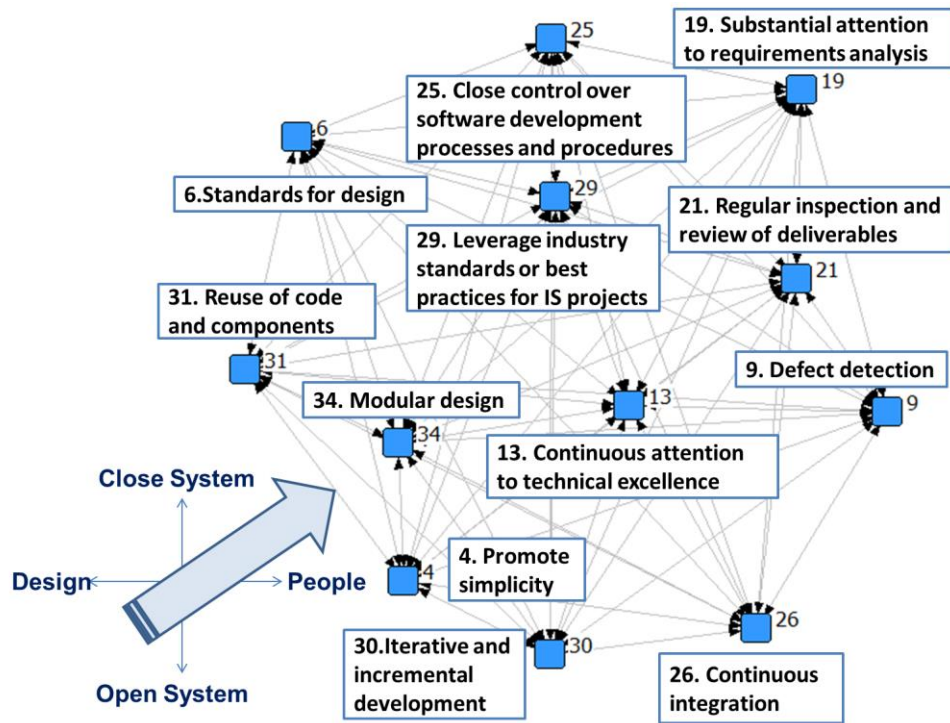 25
19. Substantial attention
to requirements analysis
19
25. Close control over
software development
processes and procedures
6
6.Standards for design
29
21. Regular inspection and
review of deliverables
29. Leverage industry
standards or best
practices for IS projects
21
31. Reuse of code
and components
31
9. Defect detection
34. Modular design
13
9
34
13. Continuous attention
to technical excellence
Close System
4. Promote
simplicity
Design
People
4
30.Iterative and
incremental
development
30
26
26. Continuous
integration
Open System